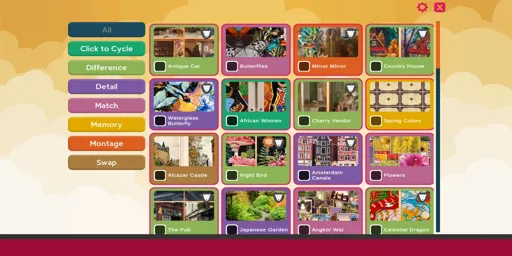 All
Click to Cycle
Difference
Detail
Match
Memory
Montage
Swap
Antique Car
Butterflies
Mirror Mirror
Country House
Waterglass
Butterfly
African Women
Cherry Vendor
Spring Colors
Alcazar Castle
Night Bird
Amsterdam
Canals
Flowers
The Pub
Japanese Garden
Angkor Wat
Celestial Dragon